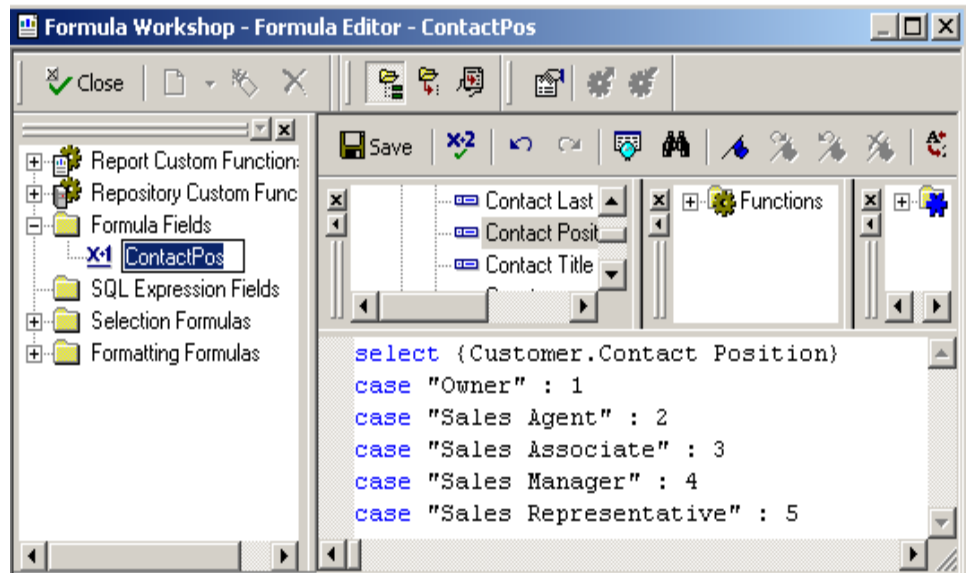 Formula Workshop - Formula Editor - ContactPos
Close
Save
X+2
Report Custom Function
Repository Custom Func
Formula Fields
X+1 ContactPos
SQL Expression Fields
Selection Formulas
Formatting Formulas
Contact Last
Contact Posit
Contact Title
Functions
select {Customer.Contact Position}
case "Owner" : 1
case "Sales Agent" : 2
case "Sales Associate" : 3
case "Sales Manager" : 4
case "Sales Representative" : 5